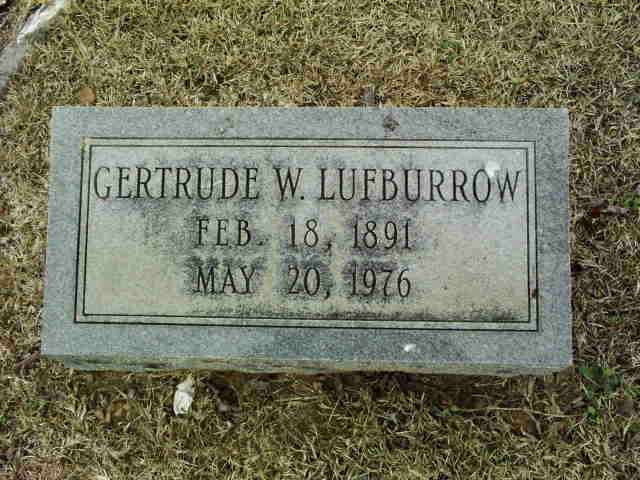 GERTRUDE W. LUFBURROW
FEB. 18, 1891
MAY 20, 1976